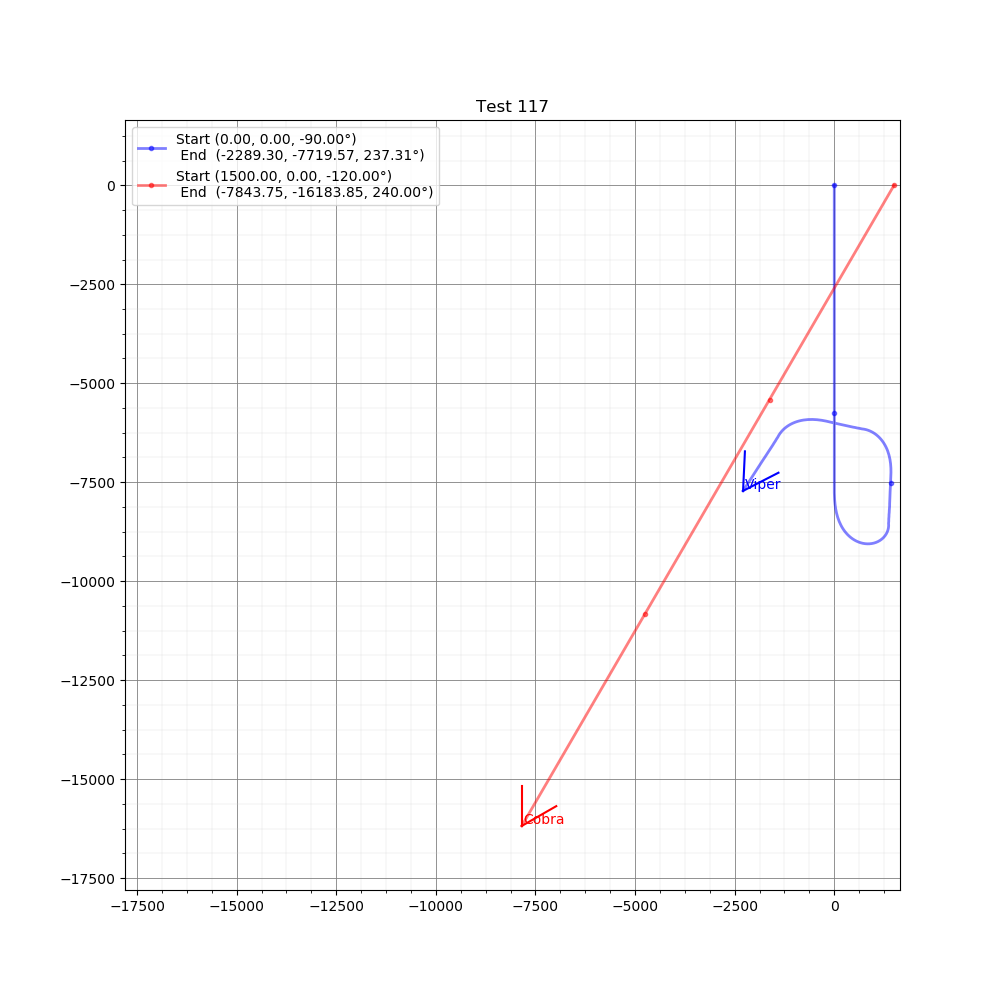 Test 117
Start (0.00, 0.00, -90.00°)
End (-2289.30, -7719.57, 237.31°)
Start (1500.00, 0.00, -120.00°)
End (-7843.75, -16183.85, 240.00°)
0
−2500
−5000
−7500
−10000
−12500
−15000
−17500
Viper
Cobra
−17500 −15000 −12500 −10000 −7500 −5000 −2500 0